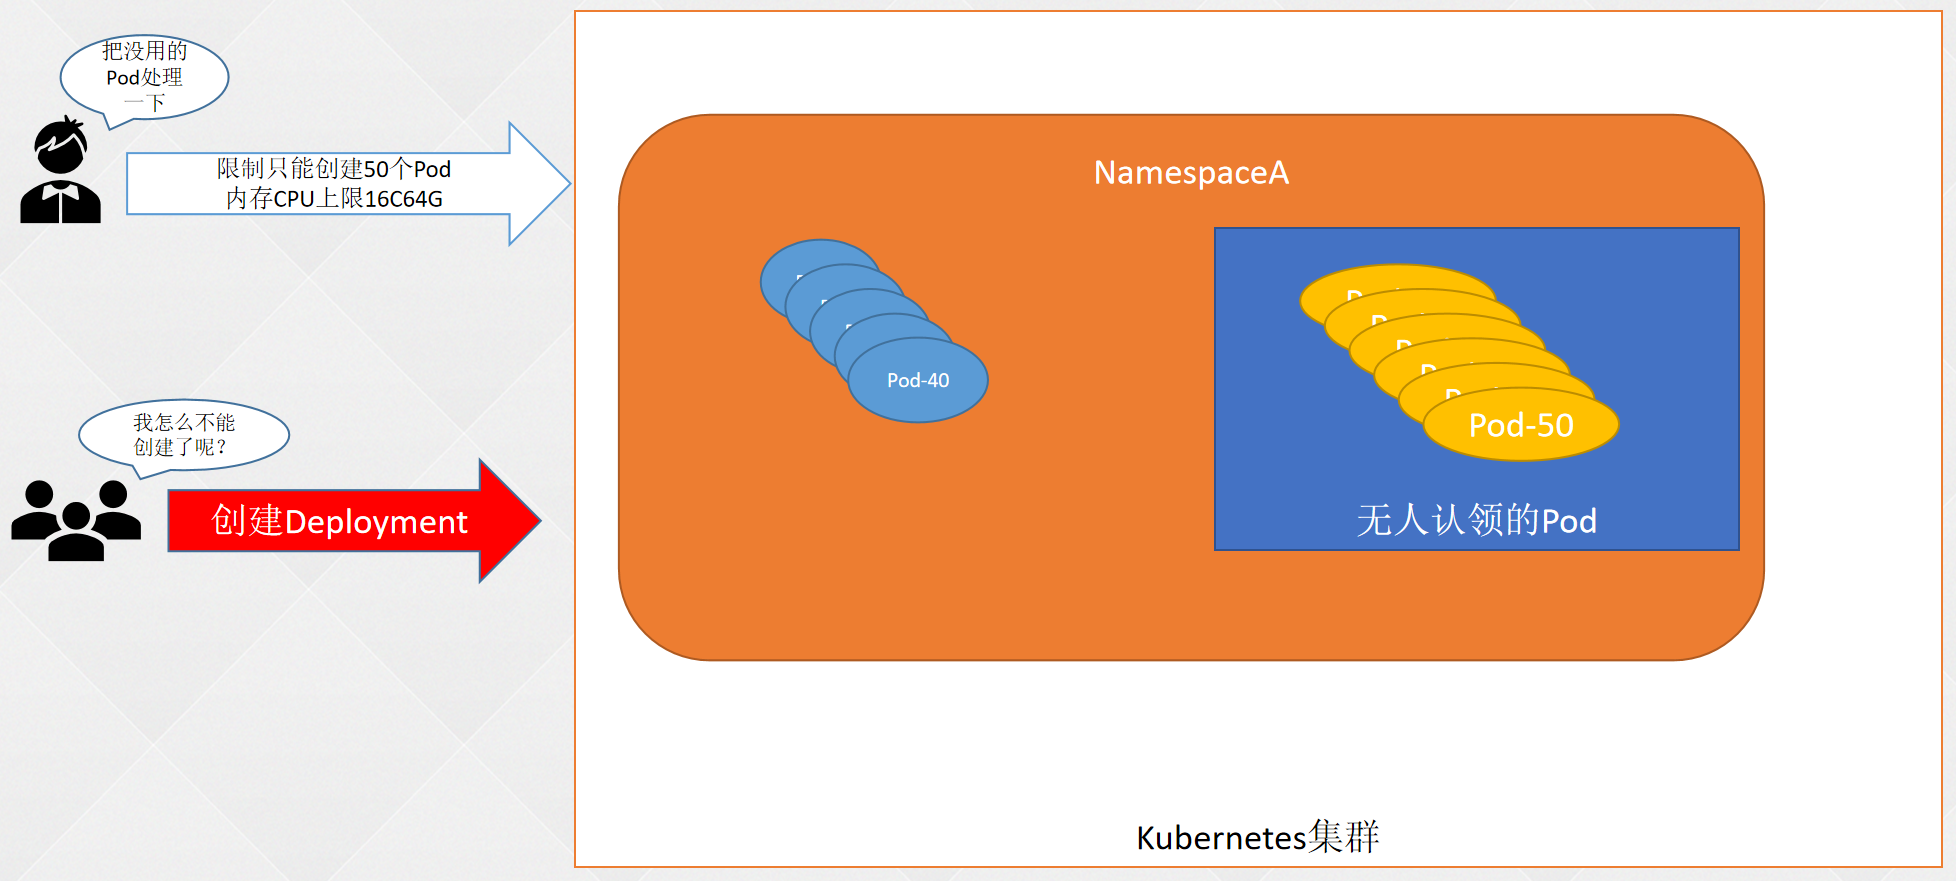 把没用的
Pod处理
一下
限制只能创建50个Pod
内存CPU上限16C64G
我怎么不能
创建了呢?
创建Deployment
NamespaceA
Pod-40
Pod-50
无人认领的Pod
Kubernetes集群